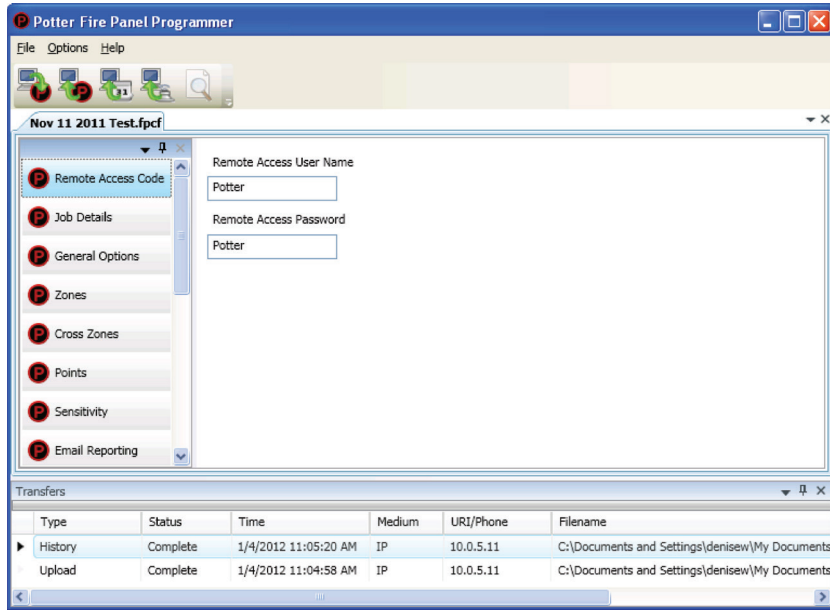 Potter Fire Panel Programmer
File Options Help
Nov 11 2011 Test.fpcf
Remote Access Code
Job Details
General Options
Zones
Cross Zones
Points
Sensitivity
Email Reporting
Remote Access User Name
Potter
Remote Access Password
Potter
Transfers
Type Status Time Medium URI/Phone Filename
History Complete 1/4/2012 11:05:20 AM IP 10.0.5.11 C:\Documents and Settings\denisew\My Documents
Upload Complete 1/4/2012 11:04:58 AM IP 10.0.5.11 C:\Documents and Settings\denisew\My Documents